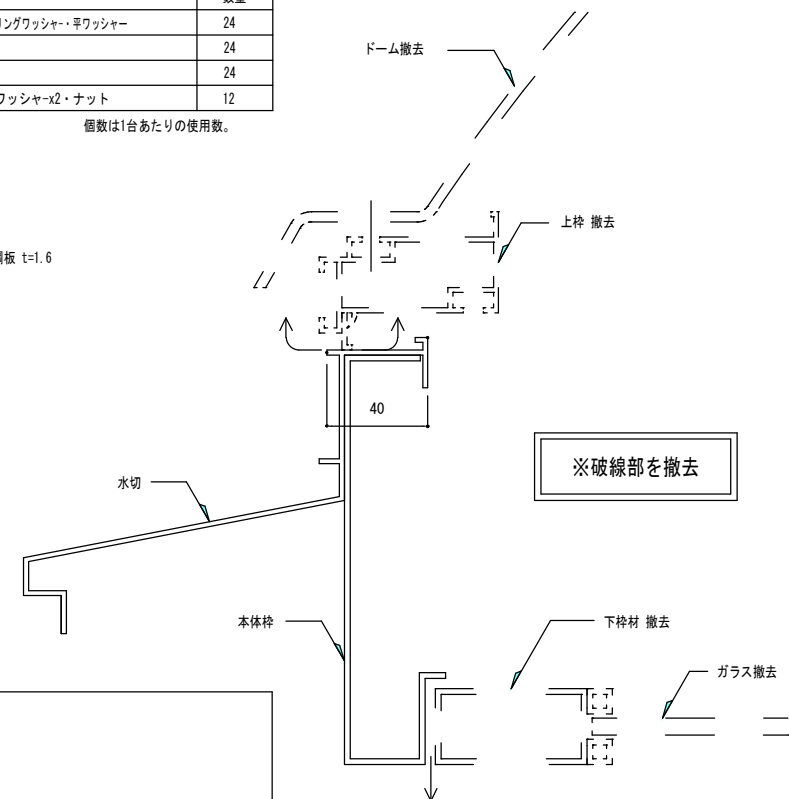 リングワッシャー・平ワッシャー 24
24
24
ワッシャーx2・ナット 12
個数は1台あたりの使用数。
ドーム撤去
上枠 撤去
板 t=1.6
40
※破線部を撤去
水切
本体枠
下枠材 撤去
ガラス撤去